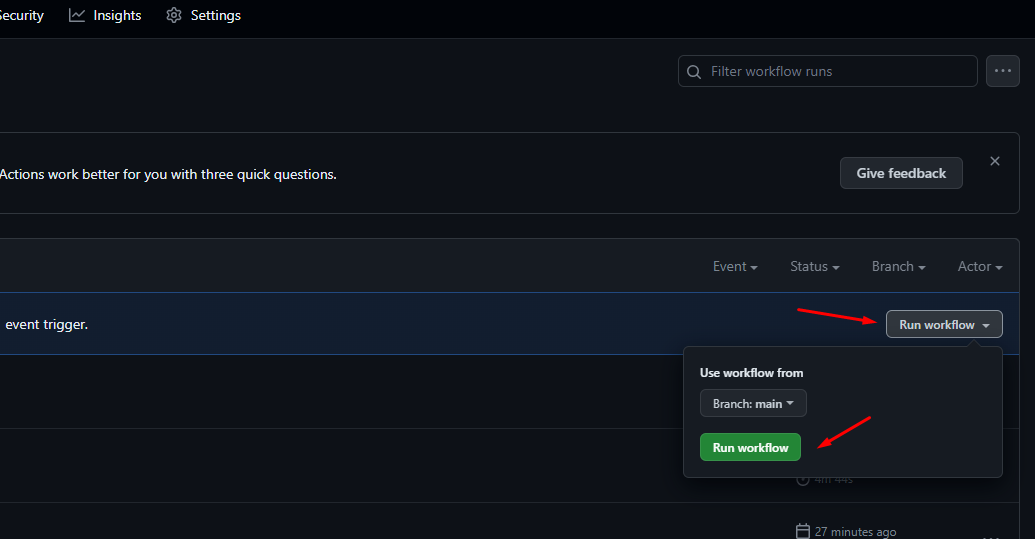 Security Insights Settings
Filter workflow runs
Actions work better for you with three quick questions. Give feedback
Event Status Branch Actor
event trigger. Run workflow
Use workflow from
Branch: main
Run workflow
4m 44s
27 minutes ago